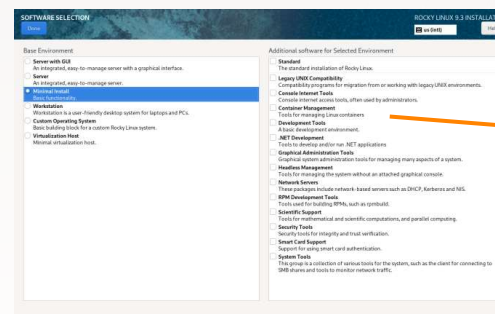 SOFTWARE SELECTION
ROCKY LINUX 9.3 INSTALLAT
Done
us (intl)
Base Environment
Additional software for Selected Environment
Server with GUI
An integrated, easy-to-manage server with a graphical interface.
Server
An integrated, easy-to-manage server.
Minimal Install
Basic functionality.
Workstation
Workstation is a user-friendly desktop system for laptops and PCs.
Custom Operating System
Basic building block for a custom Rocky Linux system.
Virtualization Host
Minimal virtualization host.
Standard
The standard installation of Rocky Linux.
Legacy UNIX Compatibility
Compatibility programs for migration from or working with legacy UNIX environments.
Console Internet Tools
Console internet access tools, often used by administrators.
Container Management
Tools for managing Linux containers
Development Tools
A basic development environment.
.NET Development
Tools to develop and/or run .NET applications
Graphical Administration Tools
Graphical system administration tools for managing many aspects of a system.
Headless Management
Tools for managing the system without an attached graphical console.
Network Servers
These packages include network-based servers such as DHCP, Kerberos and NIS.
RPM Development Tools
Tools used for building RPMs, such as rpmbuild.
Scientific Support
Tools for mathematical and scientific computations, and parallel computing.
Security Tools
Security tools for integrity and trust verification.
Smart Card Support
Support for using smart card authentication.
System Tools
This group is a collection of various tools for the system, such as the client for connecting to
SMB shares and tools to monitor network traffic.